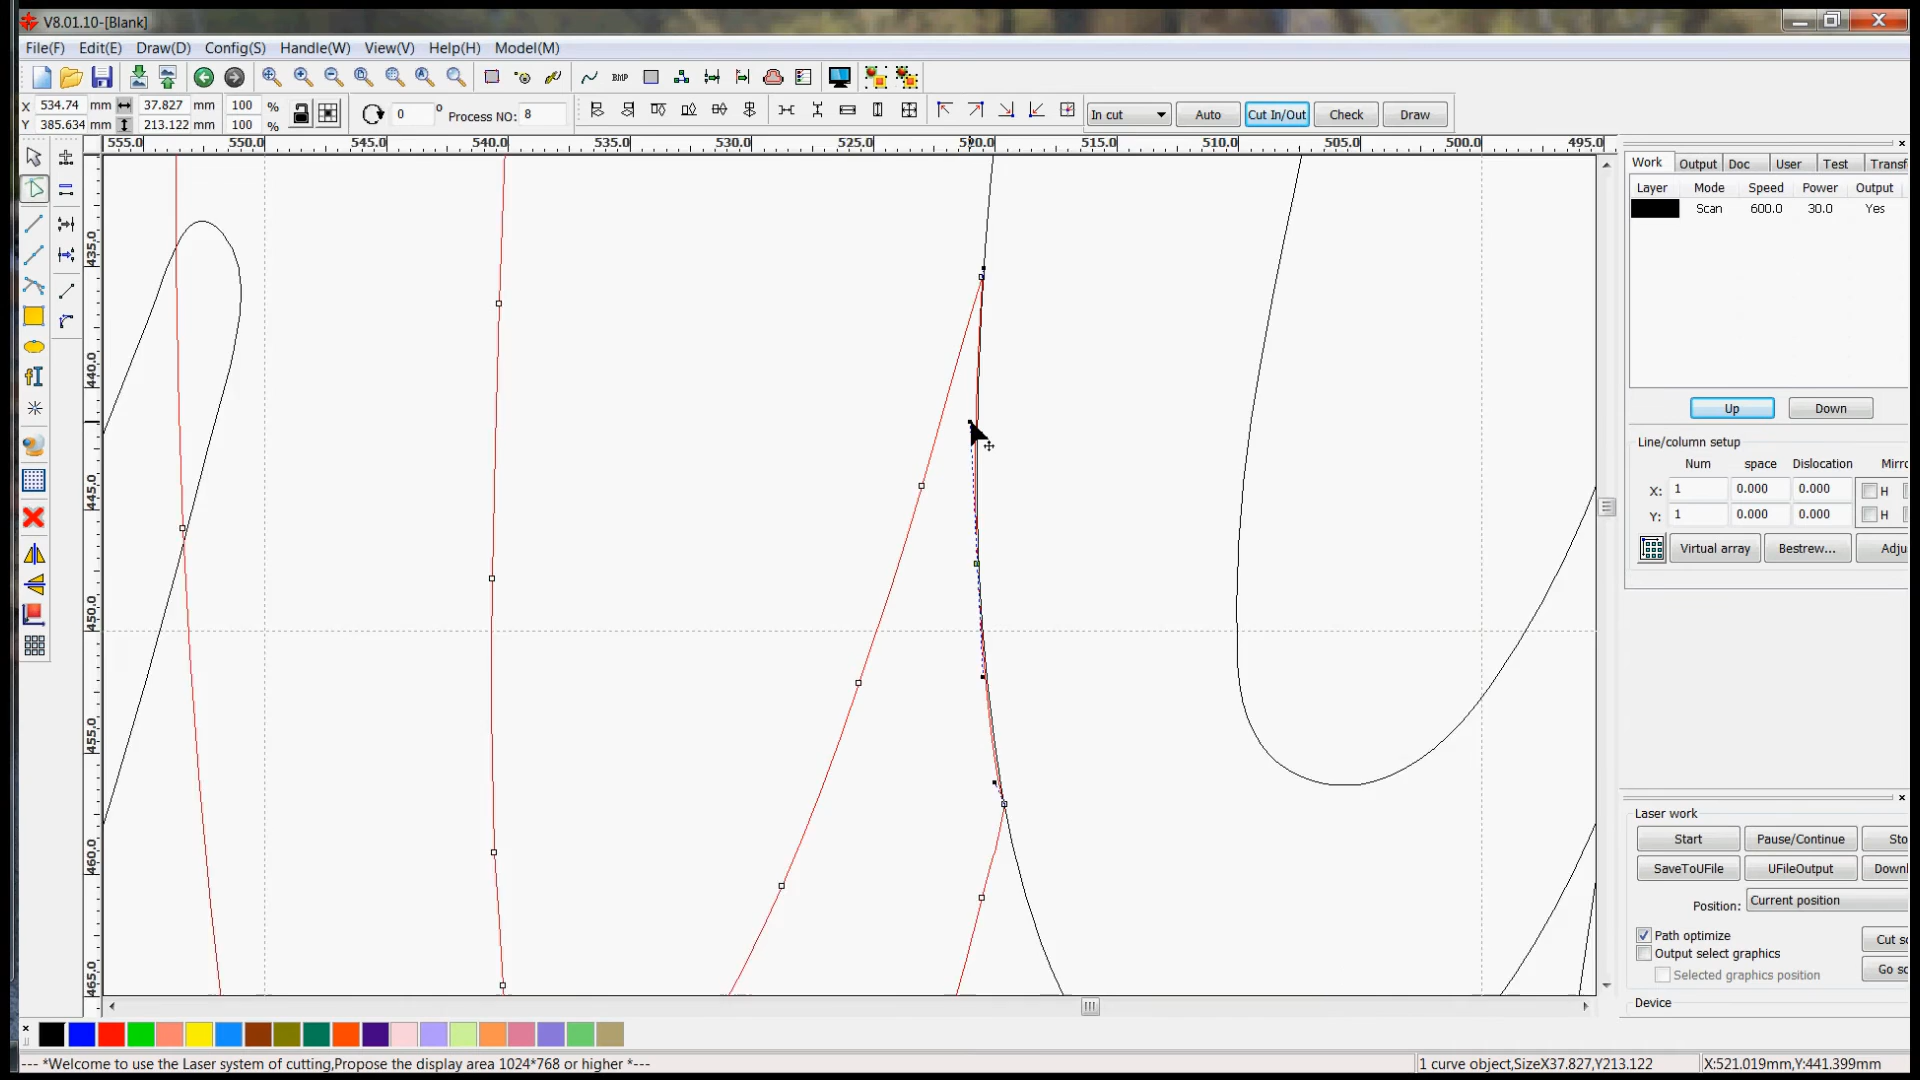 V8.01.10-[Blank]
File(F) Edit(E) Draw(D) Config(S) Handle(W) View(V) Help(H) Model(M)
BMP
X 534.74 mm 37.827 mm 100 %
Y 385.634 mm 213.122 mm 100 %
0 ° Process NO: 8
In cut Auto Cut In/Out Check Draw
555.0 550.0 545.0 540.0 535.0 530.0 525.0 520.0 515.0 510.0 505.0 500.0 495.0
435.0
440.0
445.0
450.0
455.0
460.0
465.0
Work Output Doc User Test Transf
Layer Mode Speed Power Output
Scan 600.0 30.0 Yes
Up Down
Line/column setup
Num space Dislocation Mirro
X: 1 0.000 0.000 H
Y: 1 0.000 0.000 H
Virtual array Bestrew... Adju
Laser work
Start Pause/Continue Sto
SaveToUFile UFileOutput Downl
Position: Current position
Path optimize Cut sc
Output select graphics
Selected graphics position Go sc
Device
--- *Welcome to use the Laser system of cutting,Propose the display area 1024*768 or higher *---
1 curve object,SizeX37.827,Y213.122 X:521.019mm,Y:441.399mm